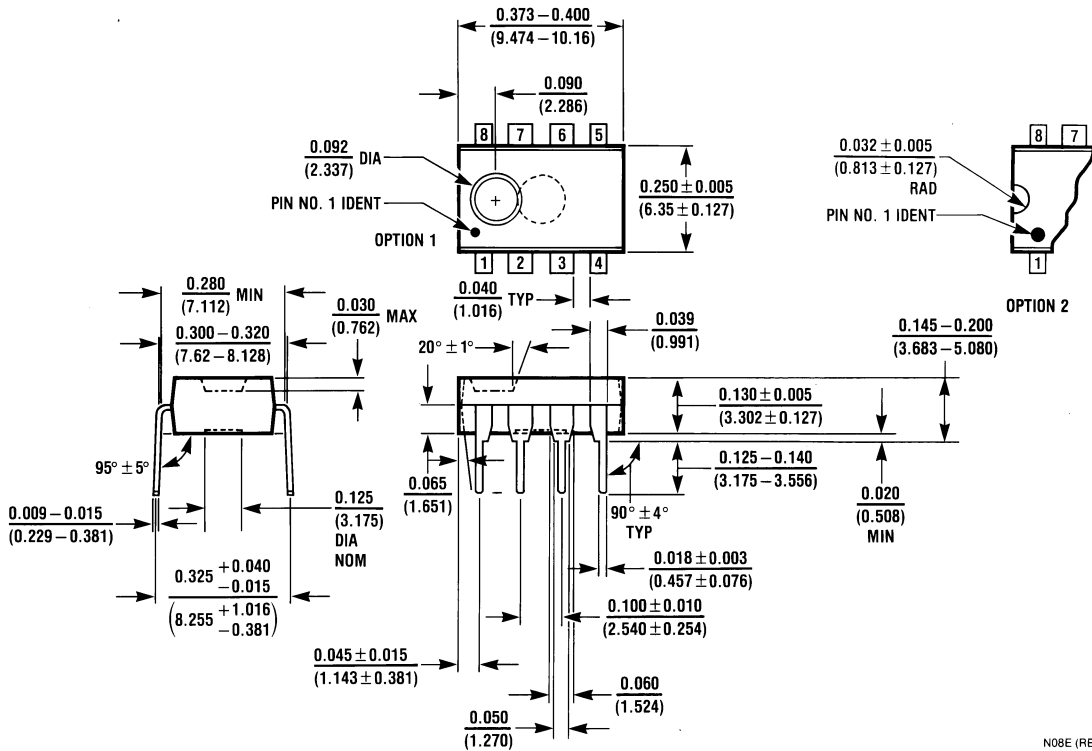 0.373 – 0.400
(9.474 – 10.16)
0.090
(2.286)
8 7 6 5
0.092 DIA
(2.337)
PIN NO. 1 IDENT
OPTION 1
0.250 ± 0.005
(6.35 ± 0.127)
1 2 3 4
0.032 ± 0.005
(0.813 ± 0.127)
RAD
PIN NO. 1 IDENT
8 7
1
OPTION 2
0.280 MIN
(7.112)
0.300 – 0.320
(7.62 – 8.128)
0.030 MAX
(0.762)
0.040 TYP
(1.016)
0.039
(0.991)
20° ± 1°
0.145 – 0.200
(3.683 – 5.080)
0.130 ± 0.005
(3.302 ± 0.127)
0.125 – 0.140
(3.175 – 3.556)
0.020
(0.508)
MIN
95° ± 5°
0.065
(1.651)
90° ± 4°
TYP
0.009 – 0.015
(0.229 – 0.381)
0.125
(3.175)
DIA
NOM
0.018 ± 0.003
(0.457 ± 0.076)
0.325 + 0.040
– 0.015
(8.255 + 1.016
– 0.381)
0.100 ± 0.010
(2.540 ± 0.254)
0.045 ± 0.015
(1.143 ± 0.381)
0.060
(1.524)
0.050
(1.270)
N08E (RE